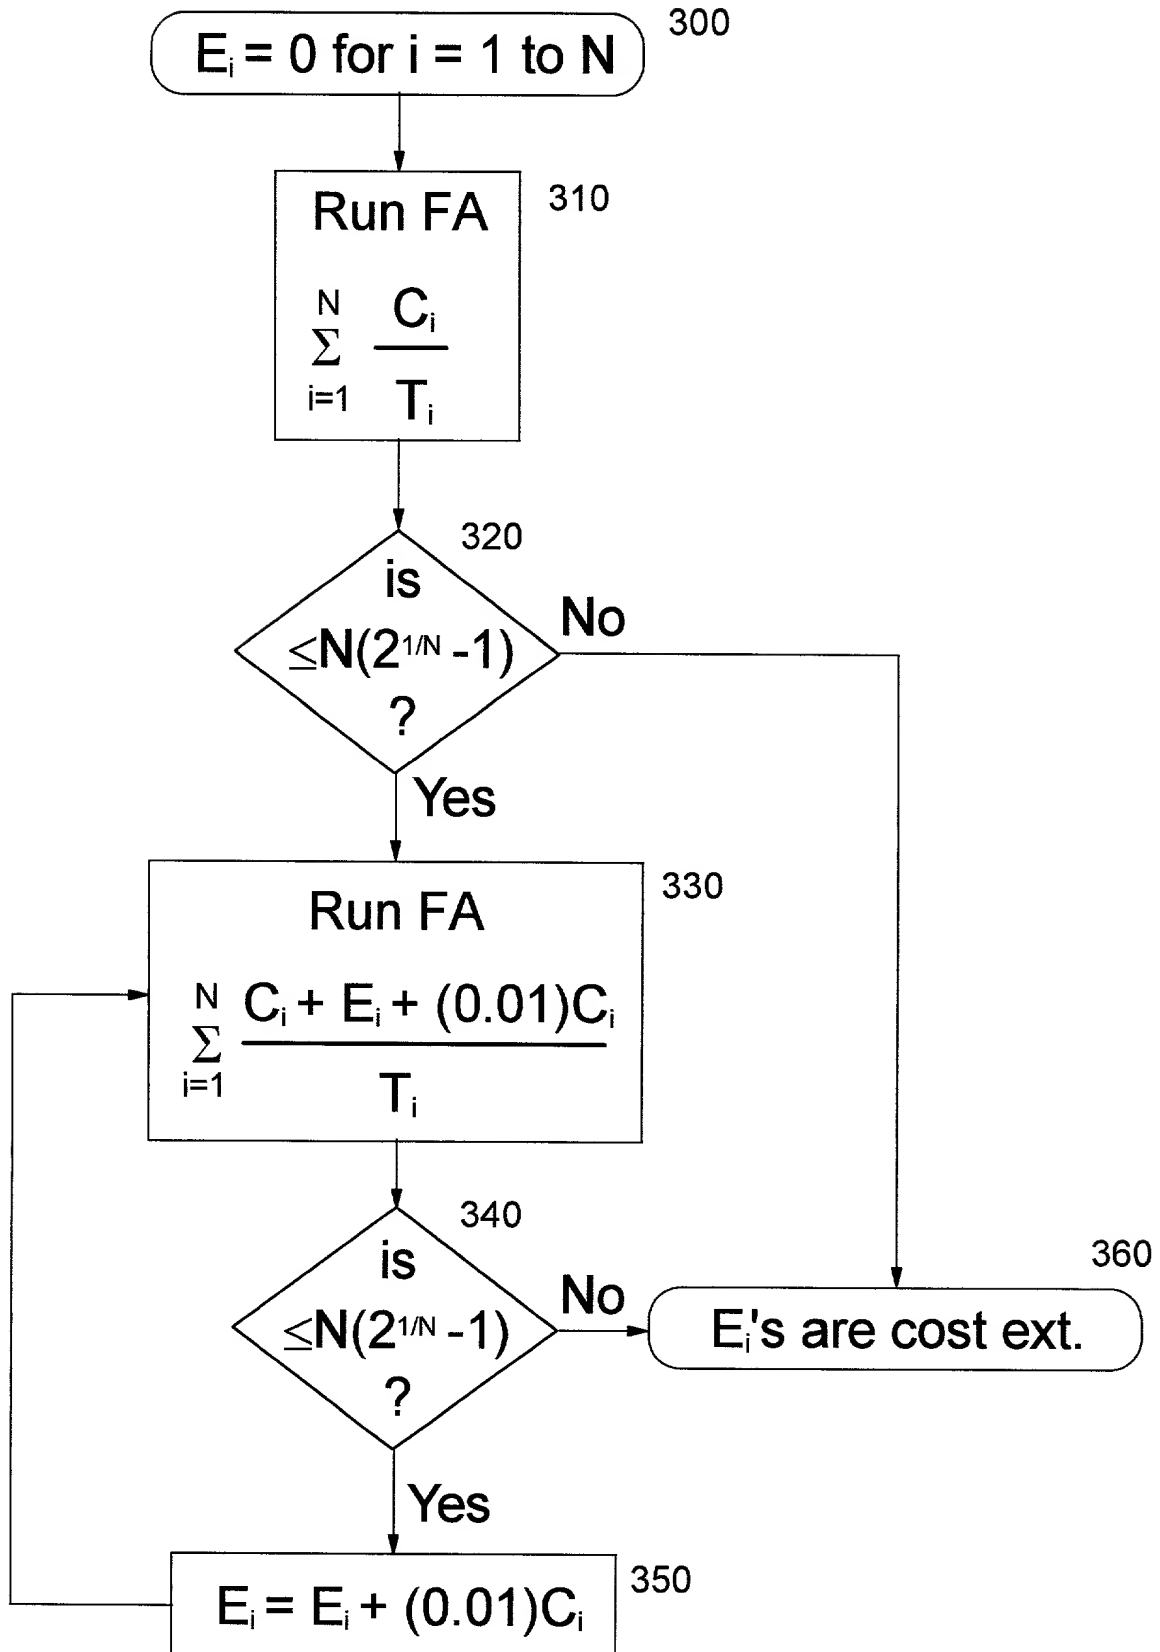 300
Eᵢ = 0 for i = 1 to N
310
Run FA
N
Σ
i=1
Cᵢ
Tᵢ
320
is
≤N(2^1/N -1)
?
No
Yes
330
Run FA
N
Σ
i=1
Cᵢ + Eᵢ + (0.01)Cᵢ
Tᵢ
340
is
≤N(2^1/N -1)
?
No
360
Eᵢ's are cost ext.
Yes
350
Eᵢ = Eᵢ + (0.01)Cᵢ